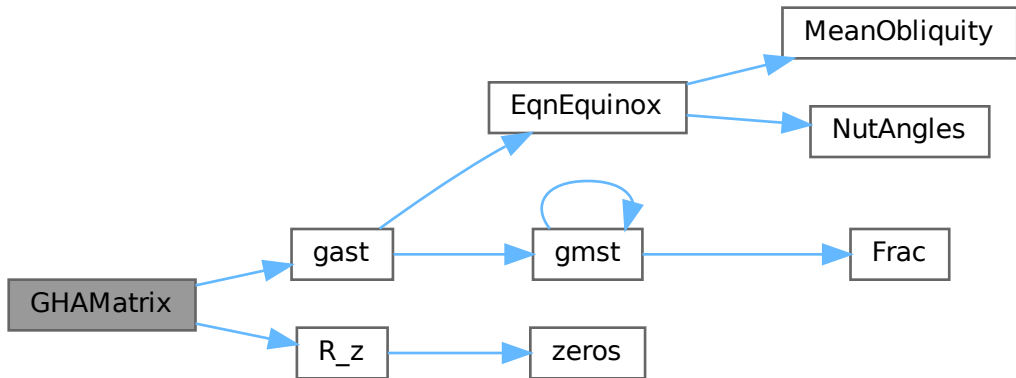 MeanObliquity
EqnEquinox
NutAngles
gast
gmst
Frac
GHAMatrix
R_z
zeros